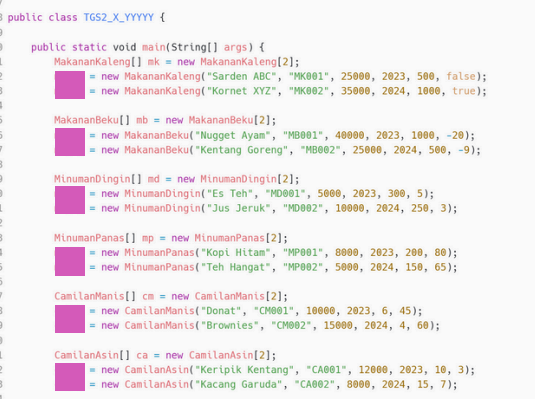 public class TGS2_X_YYYYY {
public static void main(String[] args) {
MakananKaleng[] mk = new MakananKaleng[2];
= new MakananKaleng("Sarden ABC", "MK001", 25000, 2023, 500, false);
= new MakananKaleng("Kornet XYZ", "MK002", 35000, 2024, 1000, true);
MakananBeku[] mb = new MakananBeku[2];
= new MakananBeku("Nugget Ayam", "MB001", 40000, 2023, 1000, -20);
= new MakananBeku("Kentang Goreng", "MB002", 25000, 2024, 500, -9);
MinumanDingin[] md = new MinumanDingin[2];
= new MinumanDingin("Es Teh", "MD001", 5000, 2023, 300, 5);
= new MinumanDingin("Jus Jeruk", "MD002", 10000, 2024, 250, 3);
MinumanPanas[] mp = new MinumanPanas[2];
= new MinumanPanas("Kopi Hitam", "MP001", 8000, 2023, 200, 80);
= new MinumanPanas("Teh Hangat", "MP002", 5000, 2024, 150, 65);
CamilanManis[] cm = new CamilanManis[2];
= new CamilanManis("Donat", "CM001", 10000, 2023, 6, 45);
= new CamilanManis("Brownies", "CM002", 15000, 2024, 4, 60);
CamilanAsin[] ca = new CamilanAsin[2];
= new CamilanAsin("Keripik Kentang", "CA001", 12000, 2023, 10, 3);
= new CamilanAsin("Kacang Garuda", "CA002", 8000, 2024, 15, 7);